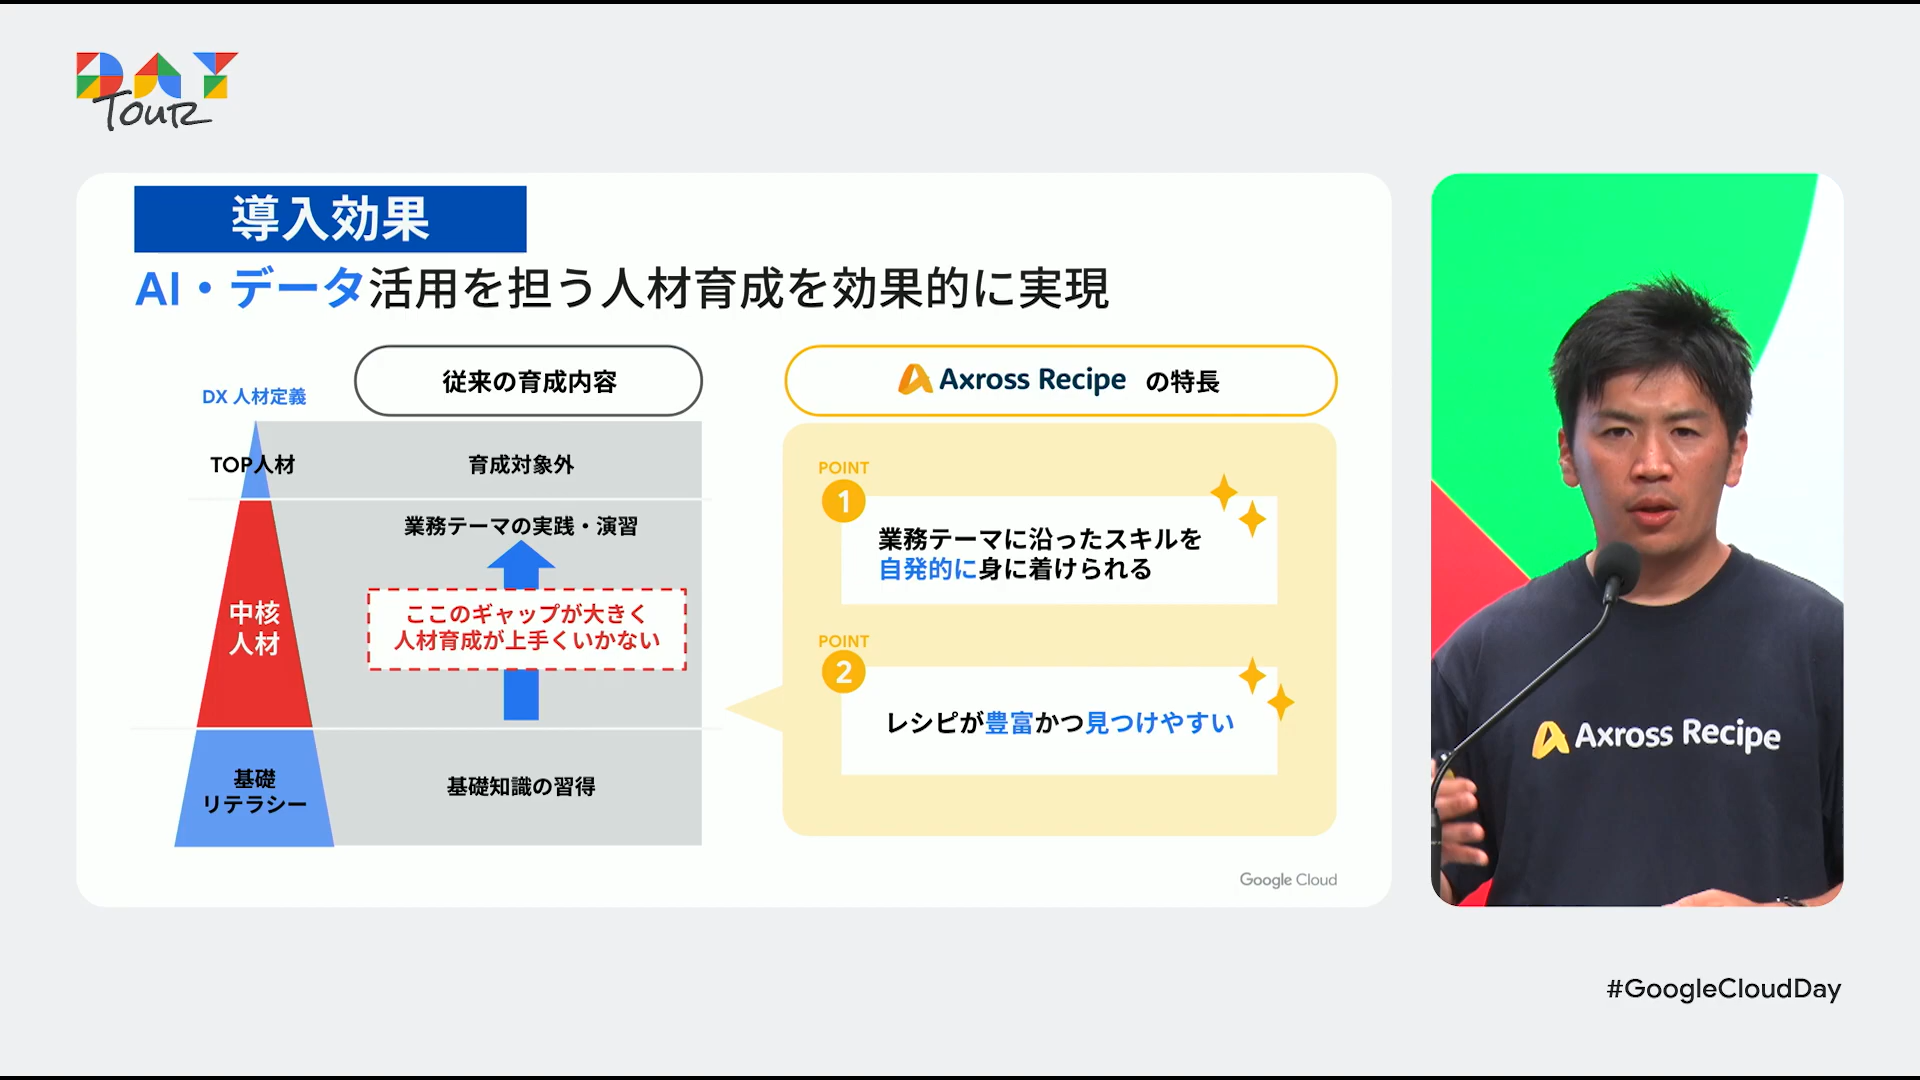 DAY
Tour
導入効果
AI・データ活用を担う人材育成を効果的に実現
DX 人材定義
従来の育成内容
TOP人材
育成対象外
業務テーマの実践・演習
中核
人材
ここのギャップが大きく
人材育成が上手くいかない
基礎
リテラシー
基礎知識の習得
Axross Recipe の特長
POINT
1
業務テーマに沿ったスキルを
自発的に身に着けられる
POINT
2
レシピが豊富かつ見つけやすい
Google Cloud
Axross Recipe
#GoogleCloudDay